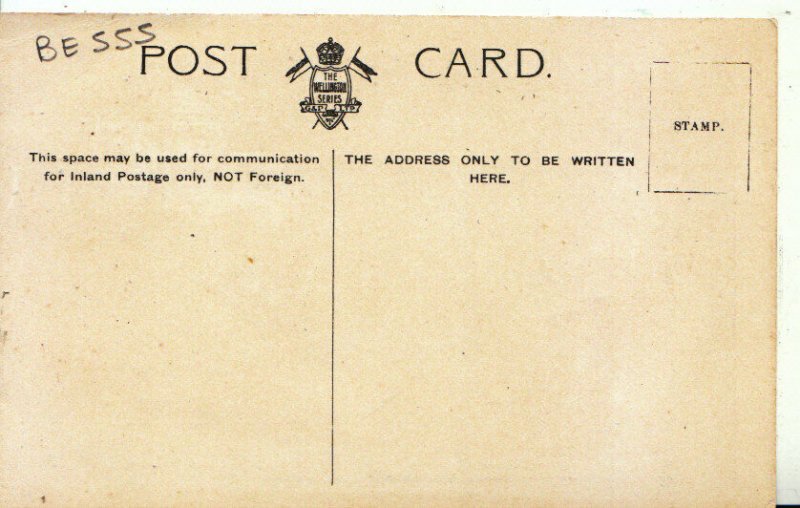 BE 555
POST CARD.
THE
WELLINGTON
SERIES
G&P LTD
STAMP.
This space may be used for communication
for Inland Postage only, NOT Foreign.
THE ADDRESS ONLY TO BE WRITTEN
HERE.